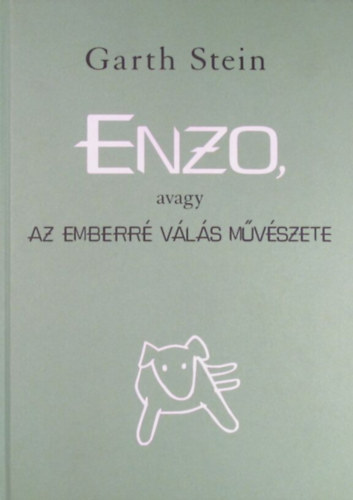 Garth Stein
ENZO,
avagy
AZ EMBERRÉ VÁLÁS MŰVÉSZETE